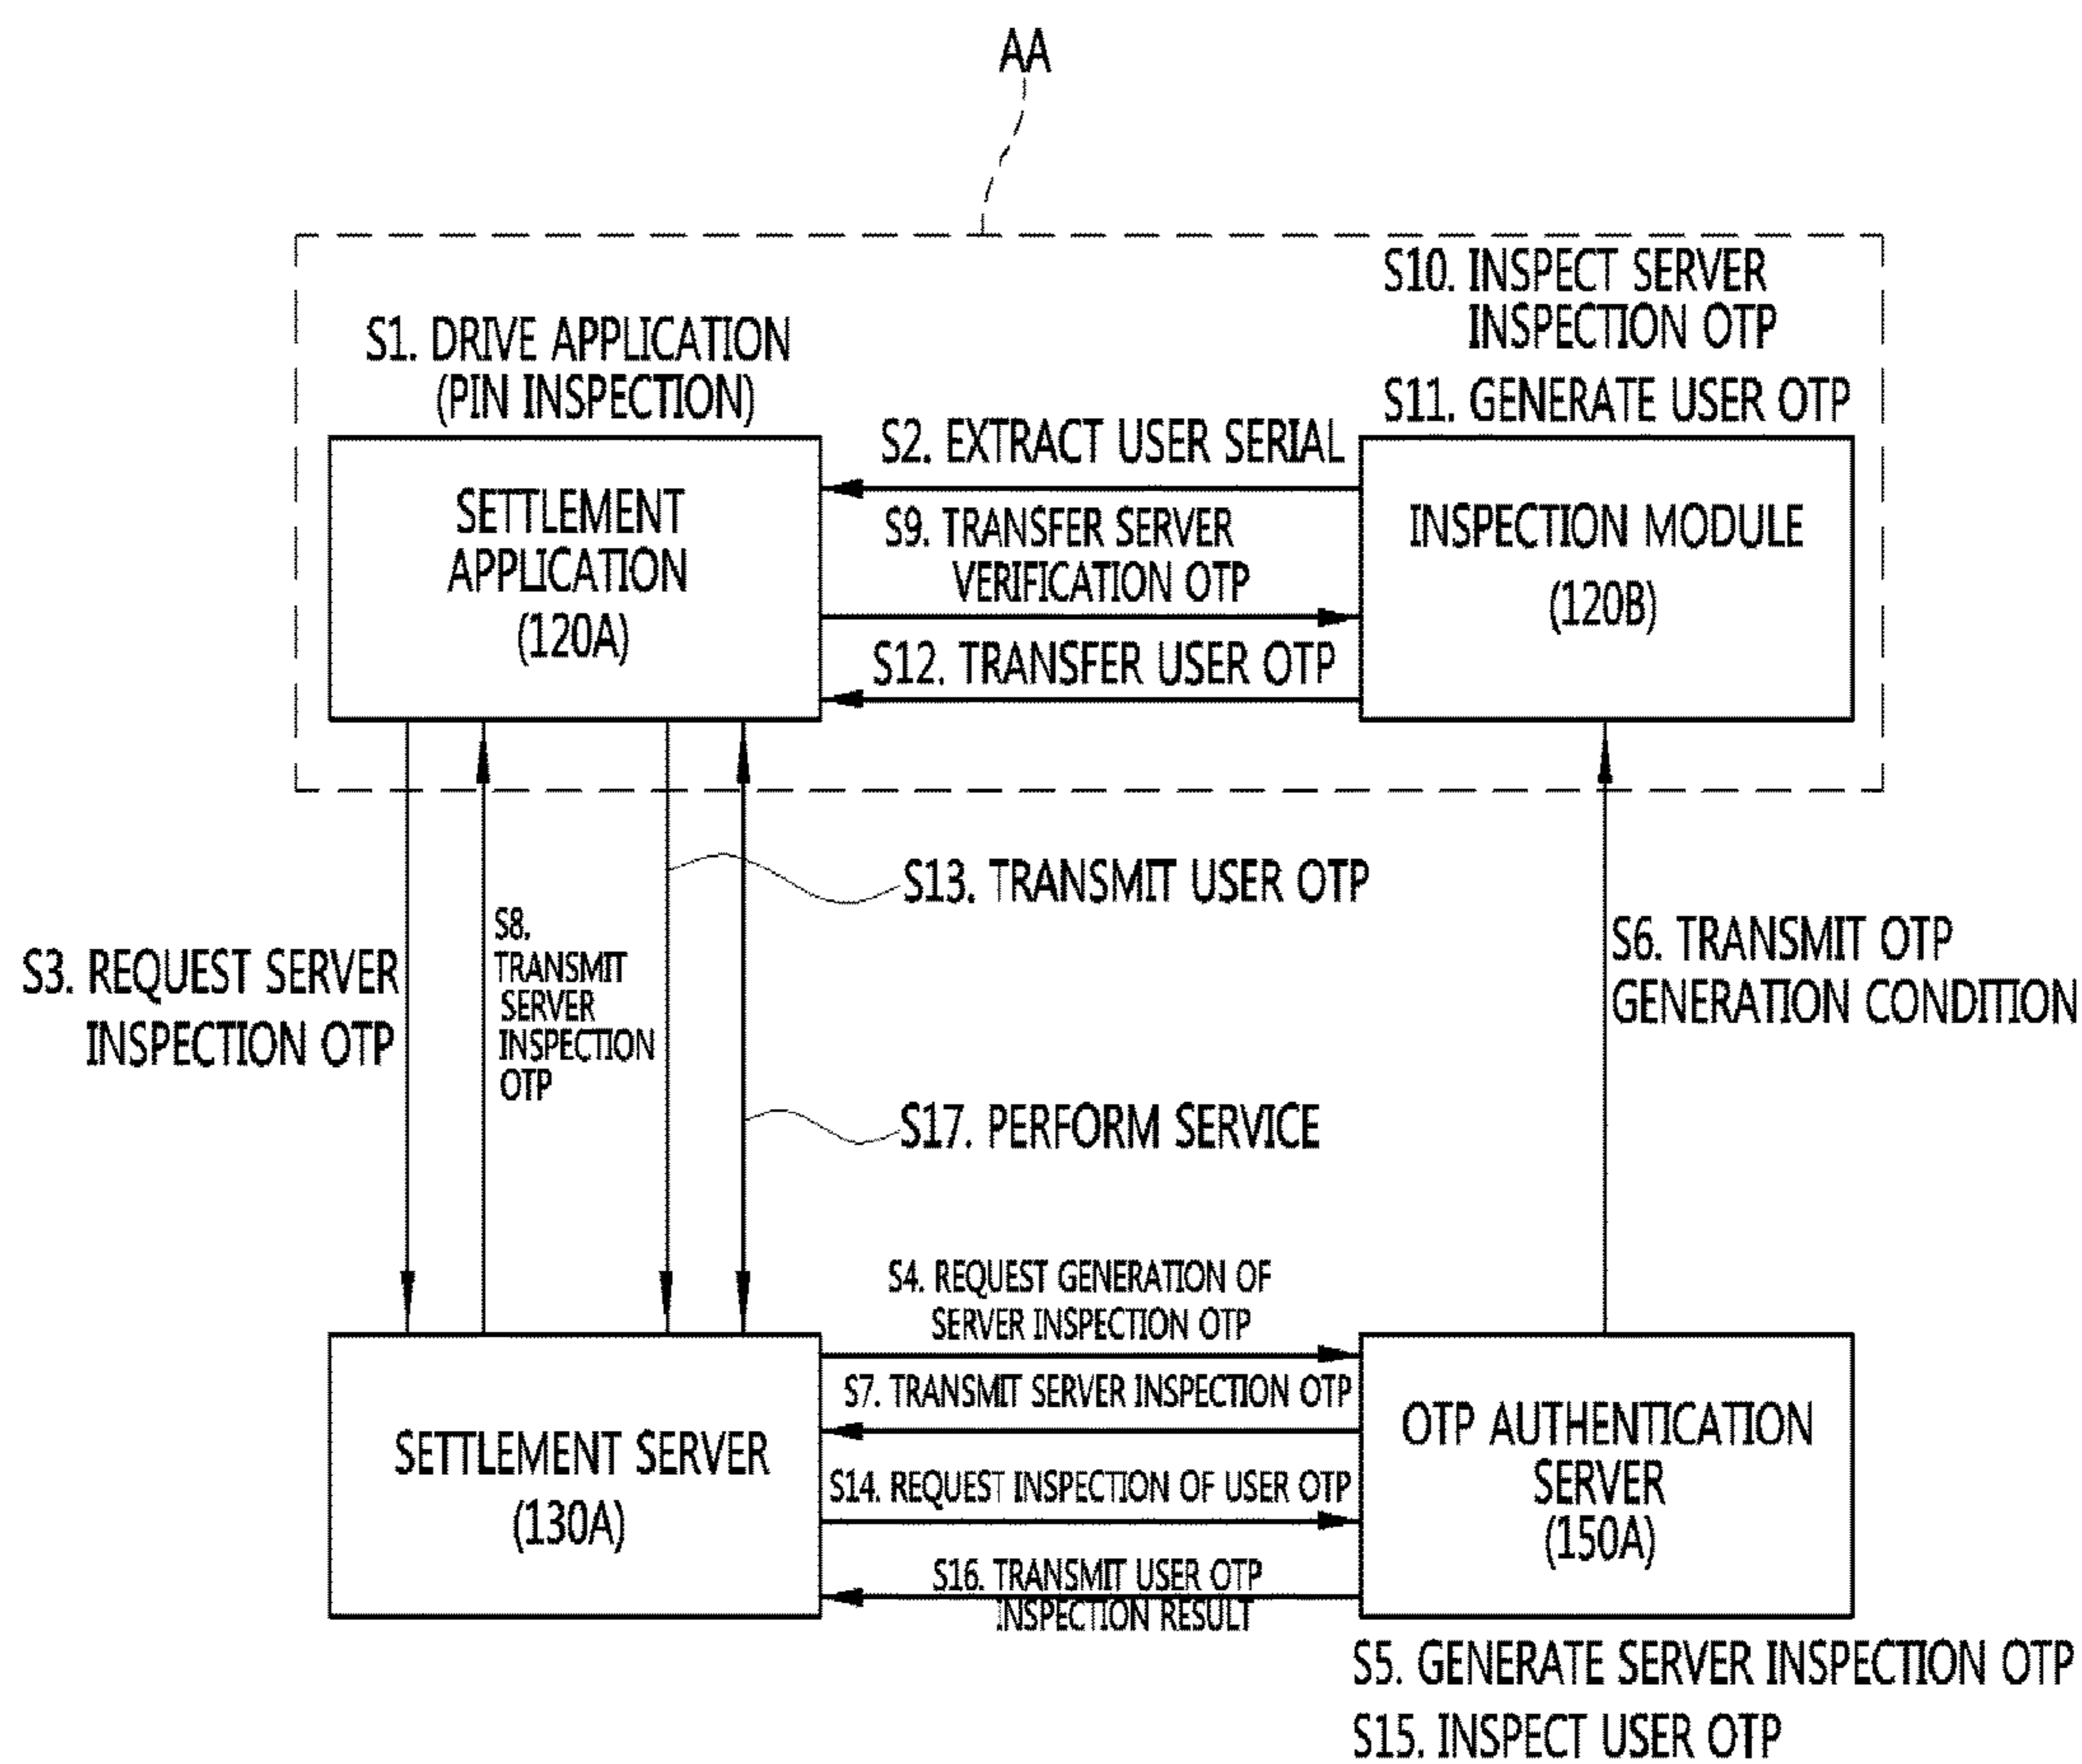 AA
S1. DRIVE APPLICATION
(PIN INSPECTION)
S10. INSPECT SERVER
INSPECTION OTP
S11. GENERATE USER OTP
SETTLEMENT
APPLICATION
(120A)
S2. EXTRACT USER SERIAL
S9. TRANSFER SERVER
VERIFICATION OTP
S12. TRANSFER USER OTP
INSPECTION MODULE
(120B)
S3. REQUEST SERVER
INSPECTION OTP
S8.
TRANSMIT
SERVER
INSPECTION
OTP
S13. TRANSMIT USER OTP
S17. PERFORM SERVICE
S6. TRANSMIT OTP
GENERATION CONDITION
SETTLEMENT SERVER
(130A)
S4. REQUEST GENERATION OF
SERVER INSPECTION OTP
S7. TRANSMIT SERVER INSPECTION OTP
S14. REQUEST INSPECTION OF USER OTP
S16. TRANSMIT USER OTP
INSPECTION RESULT
OTP AUTHENTICATION
SERVER
(150A)
S5. GENERATE SERVER INSPECTION OTP
S15. INSPECT USER OTP